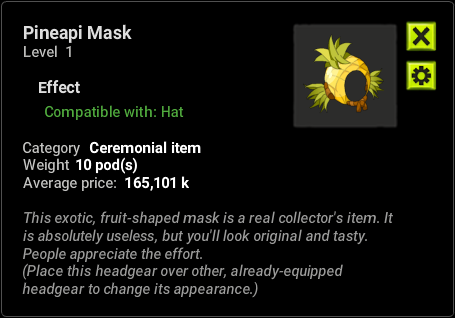 Pineapi Mask
Level 1
Effect
Compatible with: Hat
Category Ceremonial item
Weight 10 pod(s)
Average price: 165,101 k
This exotic, fruit-shaped mask is a real collector's item. It
is absolutely useless, but you'll look original and tasty.
People appreciate the effort.
(Place this headgear over other, already-equipped
headgear to change its appearance.)